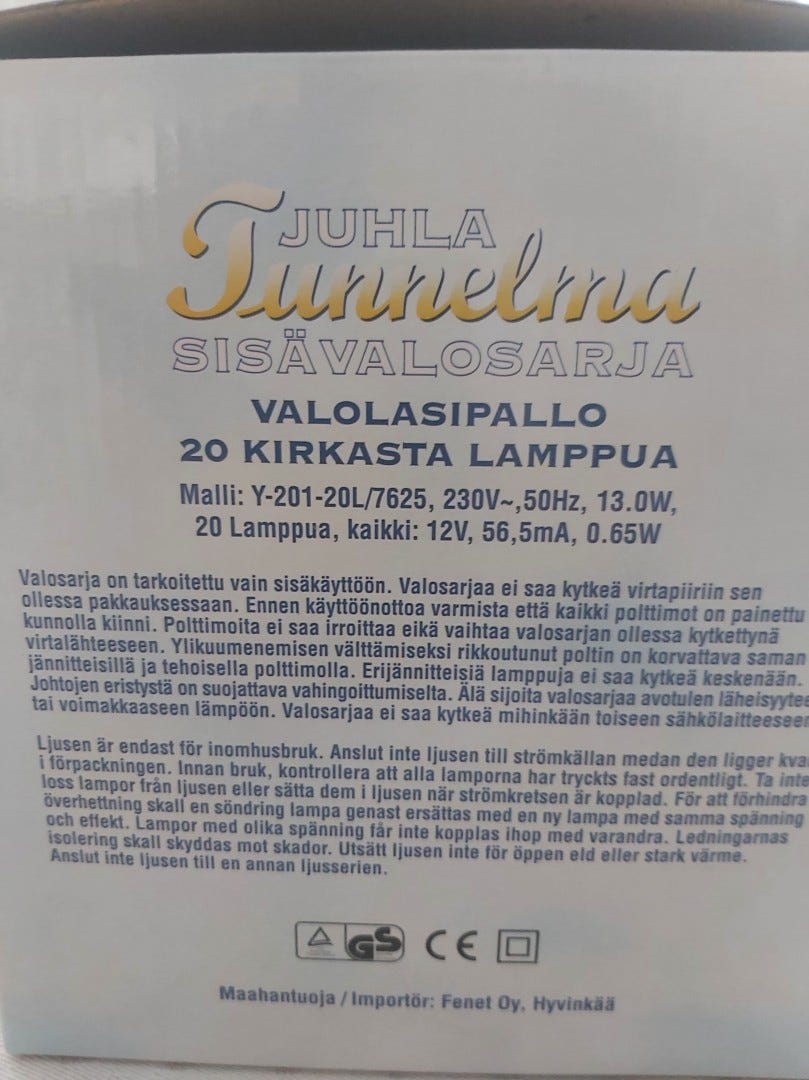 JUHLA
Tunnelma
SISÄVALOSARJA
VALOLASIPALLO
20 KIRKASTA LAMPPUA
Malli: Y-201-20L/7625, 230V~,50Hz, 13.0W,
20 Lamppua, kaikki: 12V, 56,5mA, 0.65W
Valosarja on tarkoitettu vain sisäkäyttöön. Valosarjaa ei saa kytkeä virtapiiriin sen
ollessa pakkauksessaan. Ennen käyttöönottoa varmista että kaikki polttimot on painettu
kunnolla kiinni. Polttimoita ei saa irroittaa eikä vaihtaa valosarjan ollessa kytkettynä
virtalähteeseen. Ylikuumenemisen välttämiseksi rikkoutunut poltin on korvattava saman
jännitteisillä ja tehoisella polttimolla. Erijännitteisiä lamppuja ei saa kytkeä keskenään.
Johtojen eristystä on suojattava vahingoittumiselta. Älä sijoita valosarjaa avotulen läheisyytee
tai voimakkaaseen lämpöön. Valosarjaa ei saa kytkeä mihinkään toiseen sähkölaitteeseen
Ljusen är endast för inomhusbruk. Anslut inte ljusen till strömkällan medan den ligger kva
i förpackningen. Innan bruk, kontrollera att alla lamporna har tryckts fast ordentligt. Ta inte
loss lampor från ljusen eller sätta dem i ljusen när strömkretsen är kopplad. För att förhindra
överhettning skall en söndring lampa genast ersättas med en ny lampa med samma spänning
och effekt. Lampor med olika spänning får inte kopplas ihop med varandra. Ledningarnas
isolering skall skyddas mot skador. Utsätt ljusen inte för öppen eld eller stark värme.
Anslut inte ljusen till en annan ljusserien.
GS CE
Maahantuoja / Importör: Fenet Oy, Hyvinkää